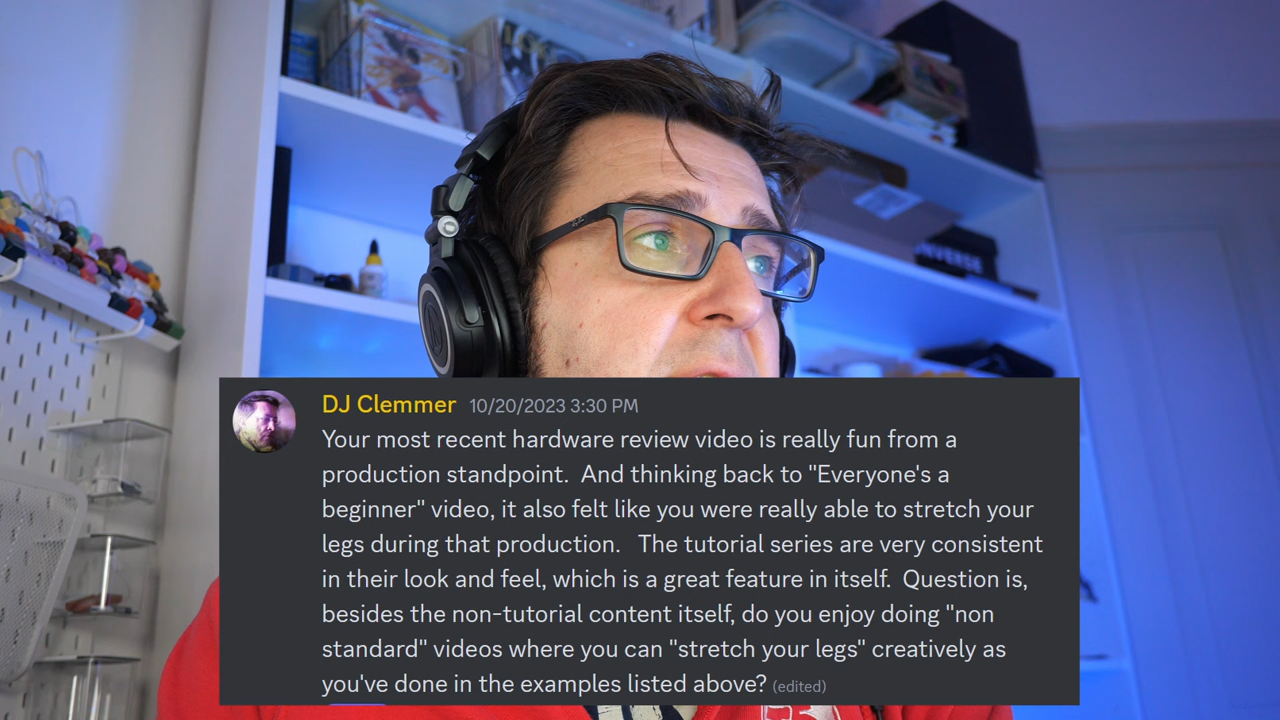 VERSE
DJ Clemmer 10/20/2023 3:30 PM
Your most recent hardware review video is really fun from a
production standpoint. And thinking back to "Everyone's a
beginner" video, it also felt like you were really able to stretch your
legs during that production. The tutorial series are very consistent
in their look and feel, which is a great feature in itself. Question is,
besides the non-tutorial content itself, do you enjoy doing "non
standard" videos where you can "stretch your legs" creatively as
you've done in the examples listed above? (edited)